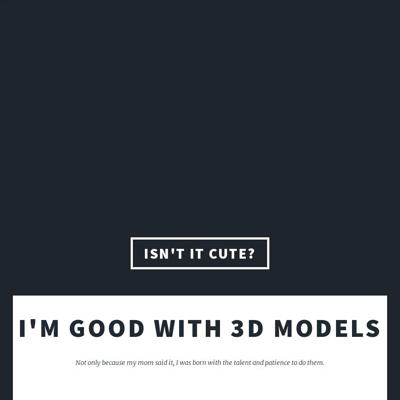 ISN'T IT CUTE?
I'M GOOD WITH 3D MODELS
Not only because my mom said it, I was born with the talent and patience to do them.